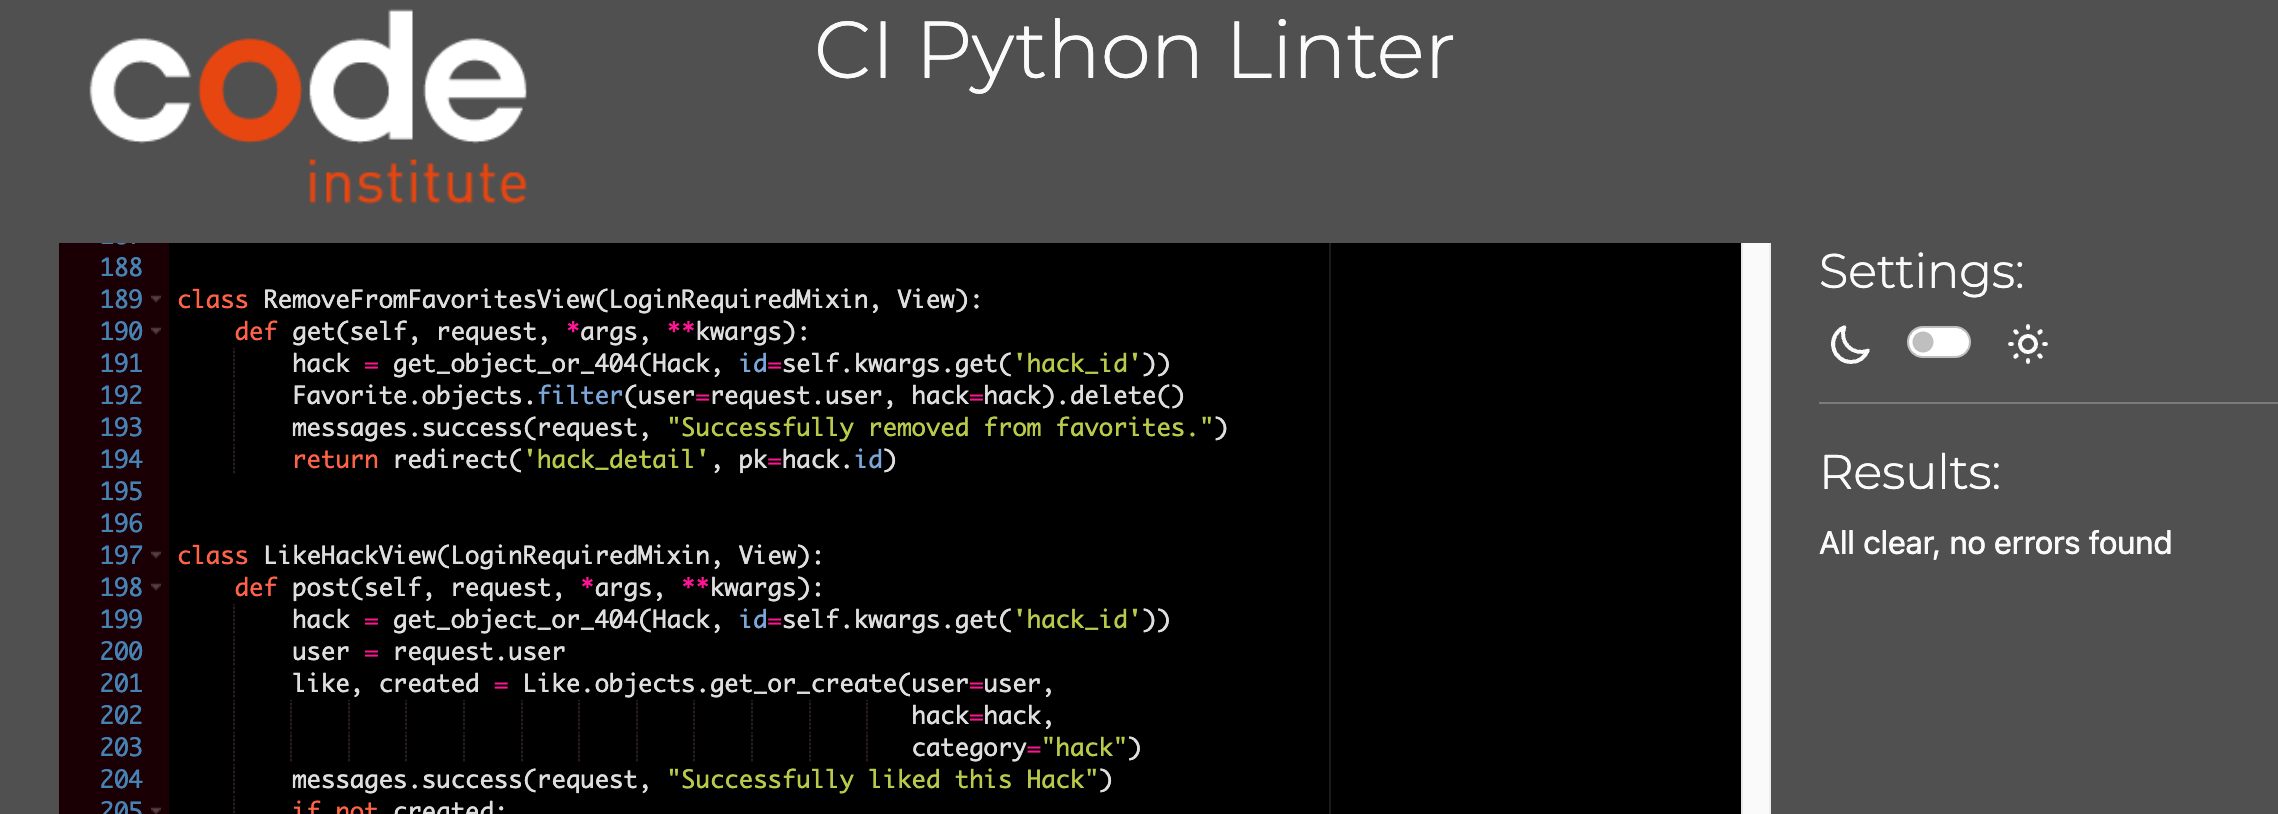 code
institute
CI Python Linter
188
189 class RemoveFromFavoritesView(LoginRequiredMixin, View):
190     def get(self, request, *args, **kwargs):
191         hack = get_object_or_404(Hack, id=self.kwargs.get('hack_id'))
192         Favorite.objects.filter(user=request.user, hack=hack).delete()
193         messages.success(request, "Successfully removed from favorites.")
194         return redirect('hack_detail', pk=hack.id)
195
196
197 class LikeHackView(LoginRequiredMixin, View):
198     def post(self, request, *args, **kwargs):
199         hack = get_object_or_404(Hack, id=self.kwargs.get('hack_id'))
200         user = request.user
201         like, created = Like.objects.get_or_create(user=user,
202                                                    hack=hack,
203                                                    category="hack")
204         messages.success(request, "Successfully liked this Hack")
205         if not created:
Settings:
Results:
All clear, no errors found